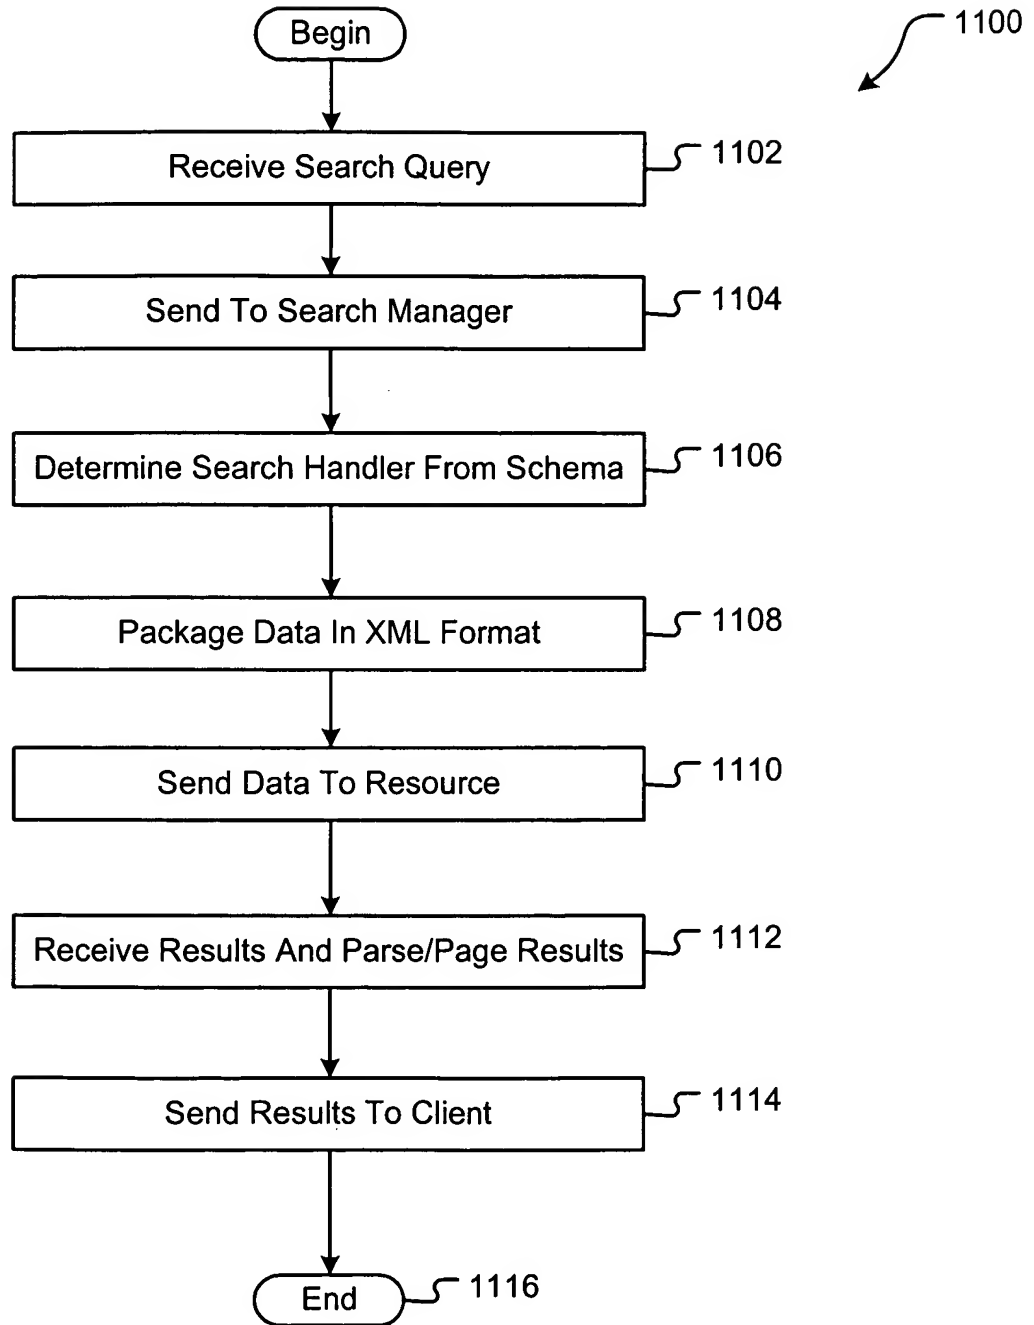 Begin
1100
Receive Search Query
1102
Send To Search Manager
1104
Determine Search Handler From Schema
1106
Package Data In XML Format
1108
Send Data To Resource
1110
Receive Results And Parse/Page Results
1112
Send Results To Client
1114
End
1116